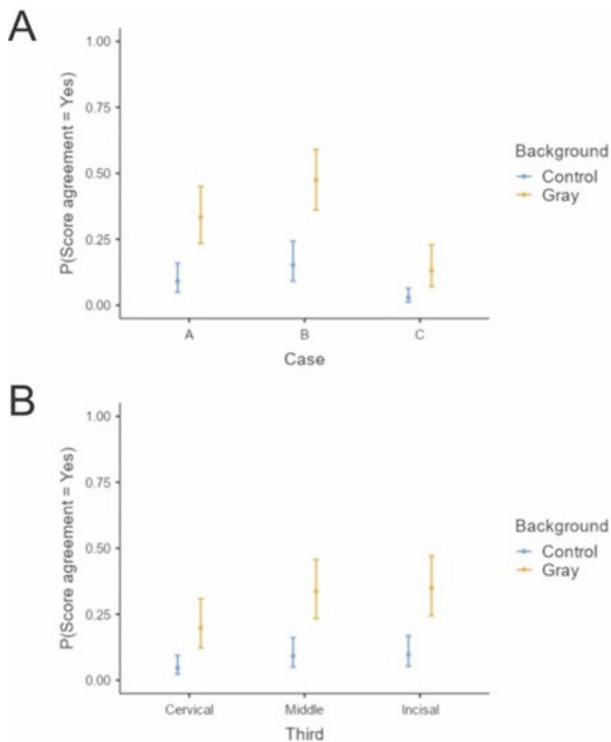 A
P(Score agreement = Yes)
1.00
0.75
0.50
0.25
0.00
A B C
Case
Background
Control
Gray
B
P(Score agreement = Yes)
1.00
0.75
0.50
0.25
0.00
Cervical Middle Incisal
Third
Background
Control
Gray